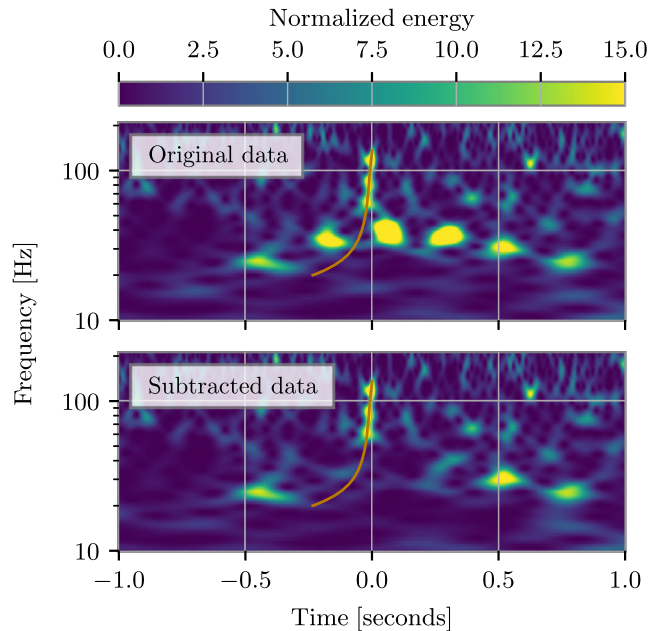 Normalized energy
0.0 2.5 5.0 7.5 10.0 12.5 15.0
Original data
100
10
Frequency [Hz]
Subtracted data
100
10
−1.0 −0.5 0.0 0.5 1.0
Time [seconds]